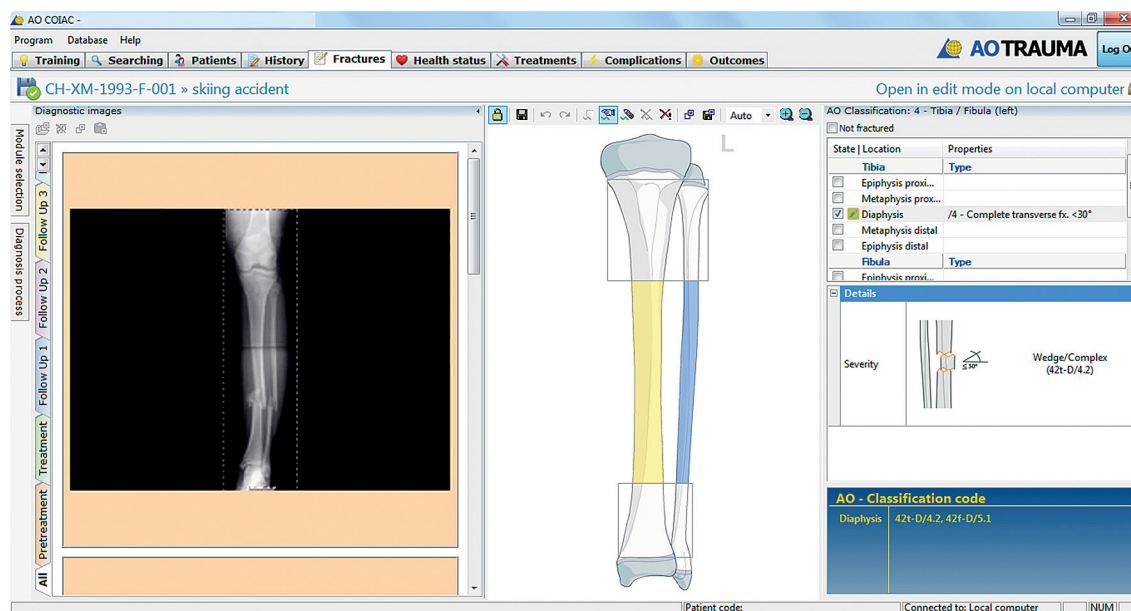 AO COIAC -
Program Database Help
Training Searching Patients History Fractures Health status Treatments Complications Outcomes
AOTRAUMA
CH-XM-1993-F-001 » skiing accident
Open in edit mode on local computer
Diagnostic images
Auto
AO Classification: 4 - Tibia / Fibula (left)
Not fractured
State | Location Properties
Tibia Type
Epiphysis proxi...
Metaphysis prox...
Diaphysis /4 - Complete transverse fx. <30°
Metaphysis distal
Epiphysis distal
Fibula Type
Epiphysis proxi...
L
Module selection
Diagnosis process
Follow Up 3
Follow Up 2
Follow Up 1
Treatment
Pretreatment
All
Details
Severity
≤30°
Wedge/Complex
(42t-D/4.2)
AO - Classification code
Diaphysis 42t-D/4.2, 42f-D/5.1
Patient code:
Connected to: Local computer
NUM